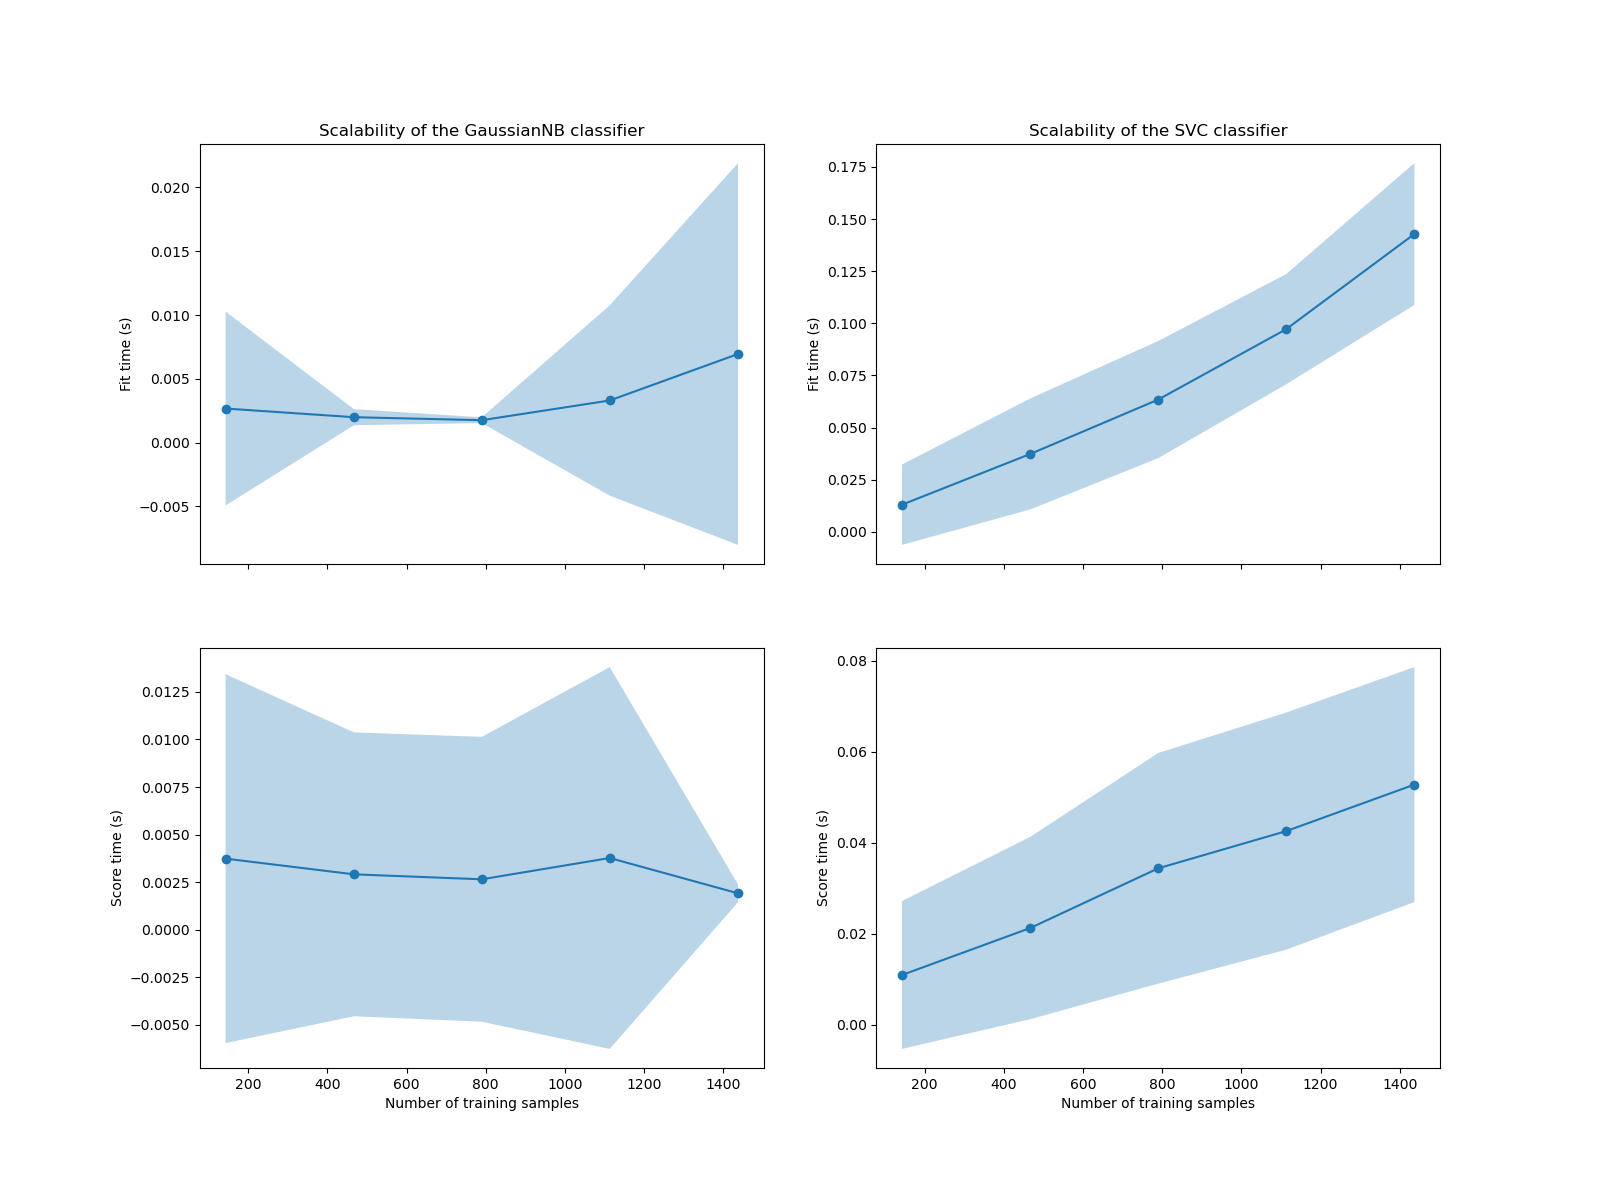 Scalability of the GaussianNB classifier
0.020
0.015
0.010
0.005
0.000
−0.005
Fit time (s)
Scalability of the SVC classifier
0.175
0.150
0.125
0.100
0.075
0.050
0.025
0.000
Fit time (s)
0.0125
0.0100
0.0075
0.0050
0.0025
0.0000
−0.0025
−0.0050
Score time (s)
200 400 600 800 1000 1200 1400
Number of training samples
0.08
0.06
0.04
0.02
0.00
Score time (s)
200 400 600 800 1000 1200 1400
Number of training samples